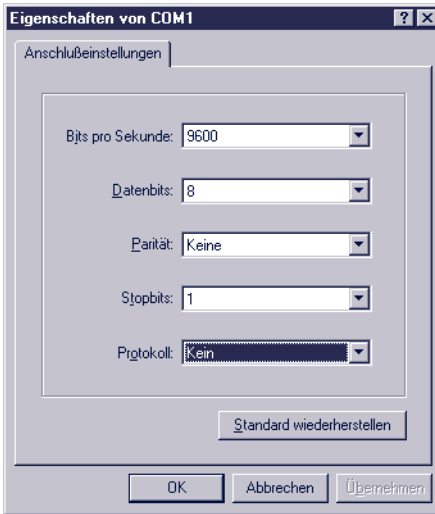 Eigenschaften von COM1
Anschlußeinstellungen
Bits pro Sekunde: 9600
Datenbits: 8
Parität: Keine
Stopbits: 1
Protokoll: Kein
Standard wiederherstellen
OK Abbrechen Übernehmen